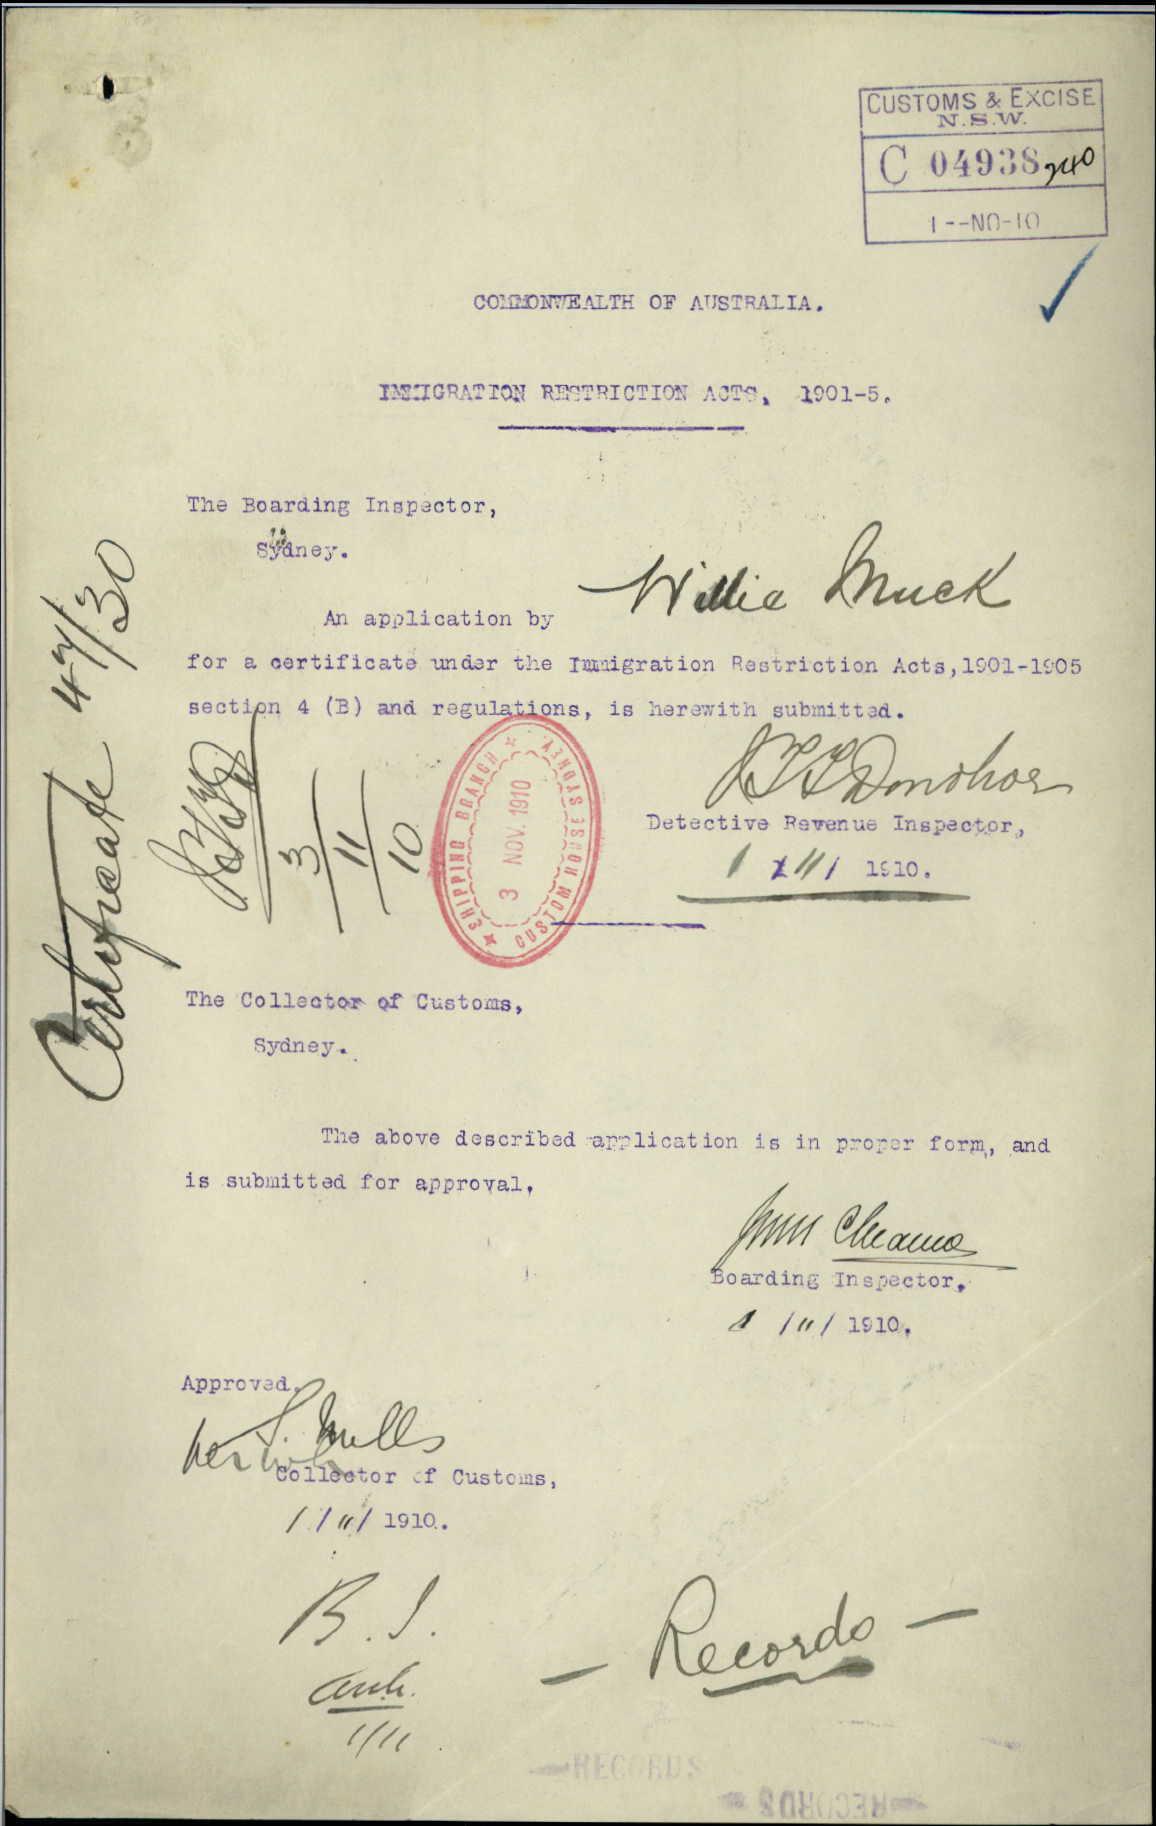 CUSTOMS & EXCISE
N.S.W.
C 04938 240
1--NO-10
COMMONWEALTH OF AUSTRALIA.
IMMIGRATION RESTRICTION ACTS, 1901-5.
The Boarding Inspector,
Sydney.
An application by Willie Muck
for a certificate under the Immigration Restriction Acts,1901-1905
section 4 (B) and regulations, is herewith submitted.
Donohoe
Detective Revenue Inspector,
1 / 11 / 1910.
Certificate 47/30
3/11/10
SHIPPING BRANCH
3 NOV. 1910
CUSTOM HOUSE SYDNEY
The Collector of Customs,
Sydney.
The above described application is in proper form, and
is submitted for approval.
Boarding Inspector,
1 /11/ 1910.
Approved.
S. Mills
Collector of Customs,
1/11/ 1910.
B. I.
1/11
- Records -
RECORDS
RECORDS